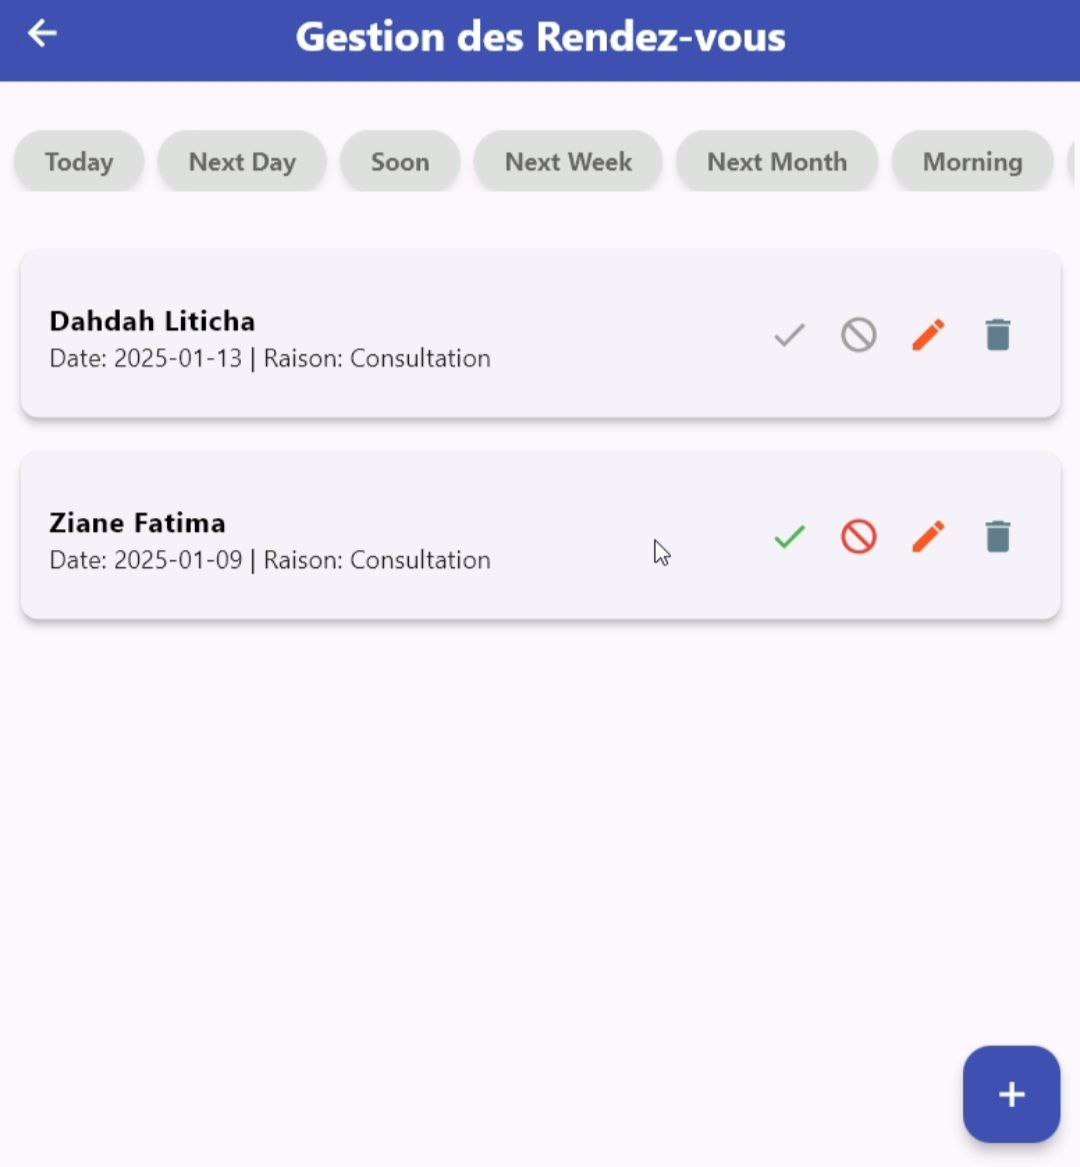 Gestion des Rendez-vous
Today Next Day Soon Next Week Next Month Morning
Dahdah Liticha
Date: 2025-01-13 | Raison: Consultation
Ziane Fatima
Date: 2025-01-09 | Raison: Consultation